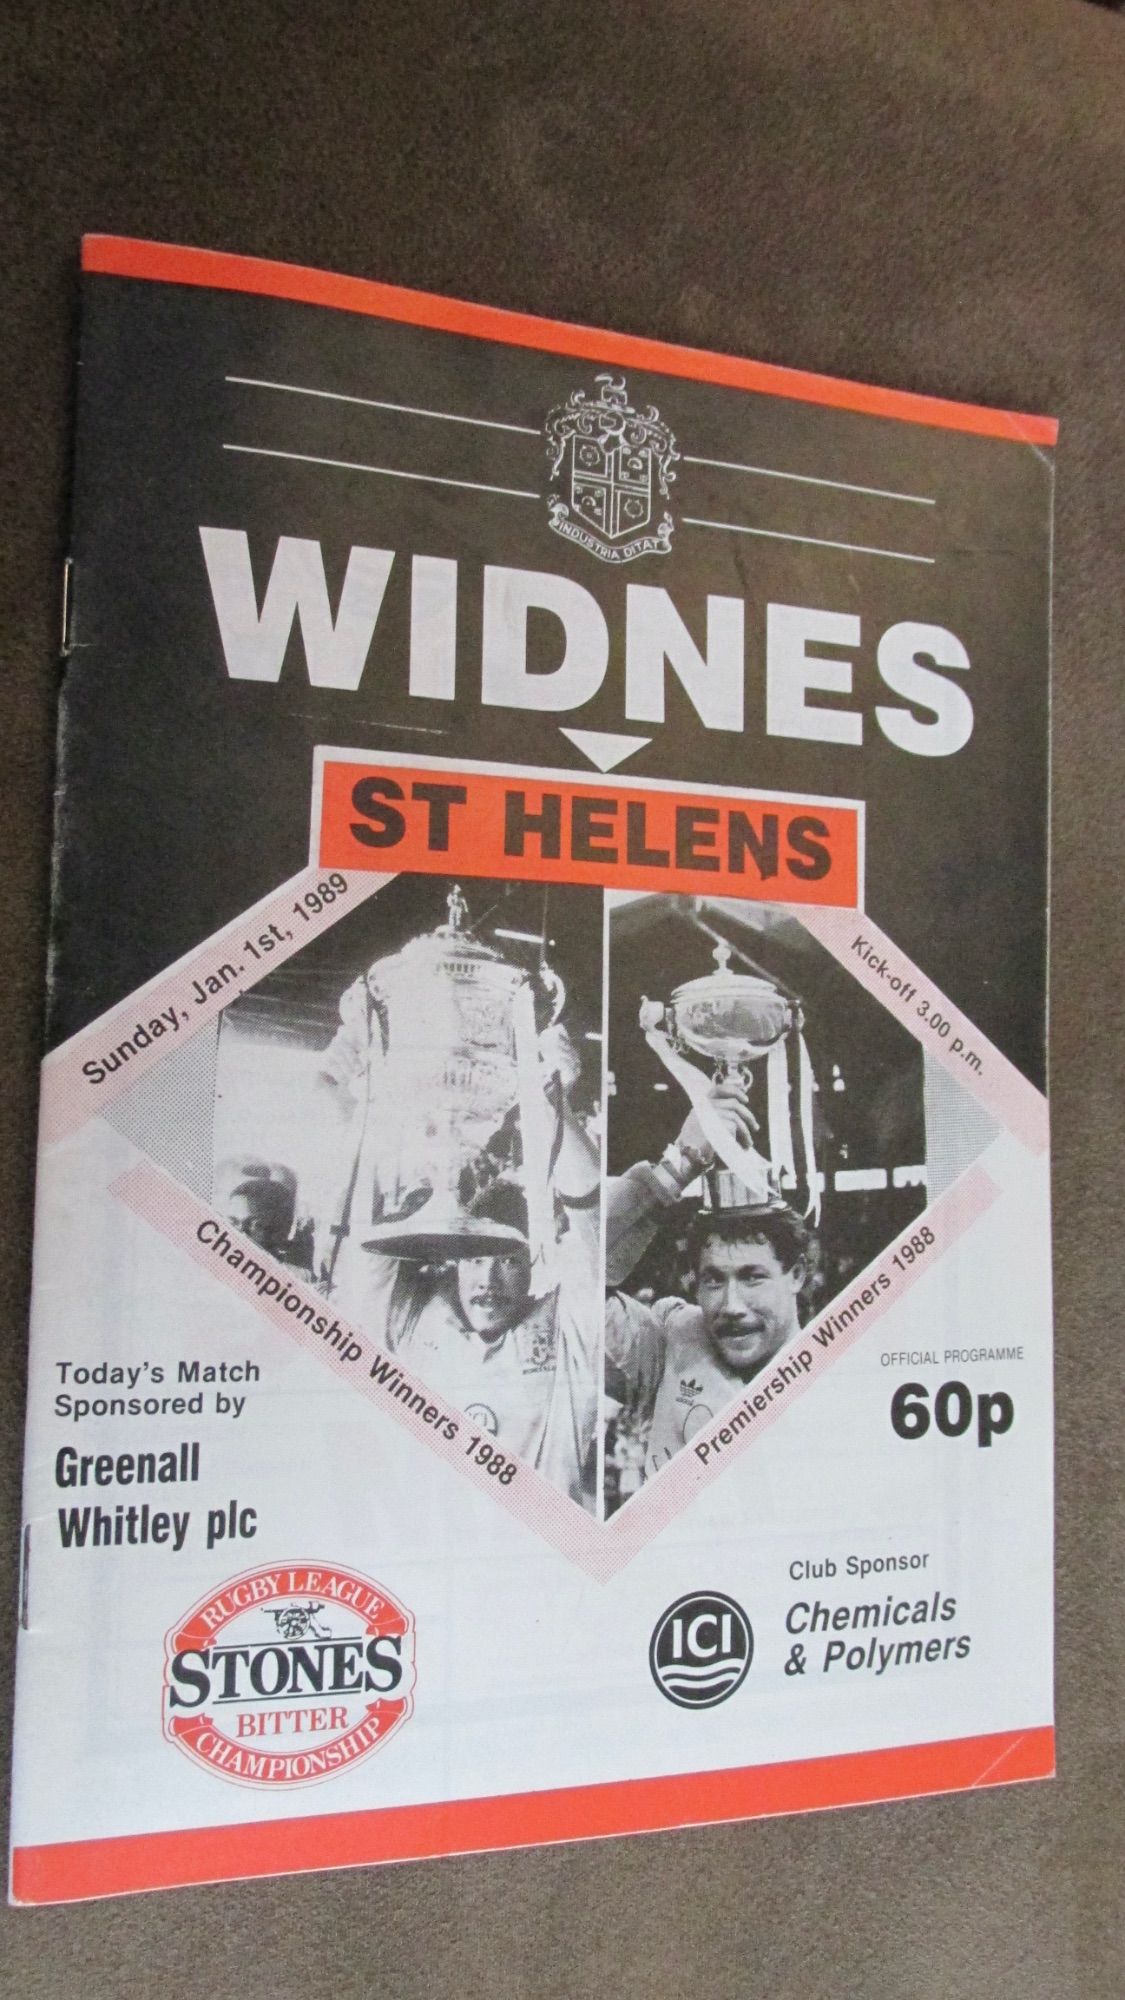 INDUSTRIA DITAT
WIDNES
ST HELENS
Sunday, Jan. 1st, 1989
Kick-off 3.00 p.m.
Championship Winners 1988
Premiership Winners 1988
Today's Match
Sponsored by
Greenall
Whitley plc
OFFICIAL PROGRAMME
60p
RUGBY LEAGUE
STONES
BITTER
CHAMPIONSHIP
Club Sponsor
ICI
Chemicals
& Polymers